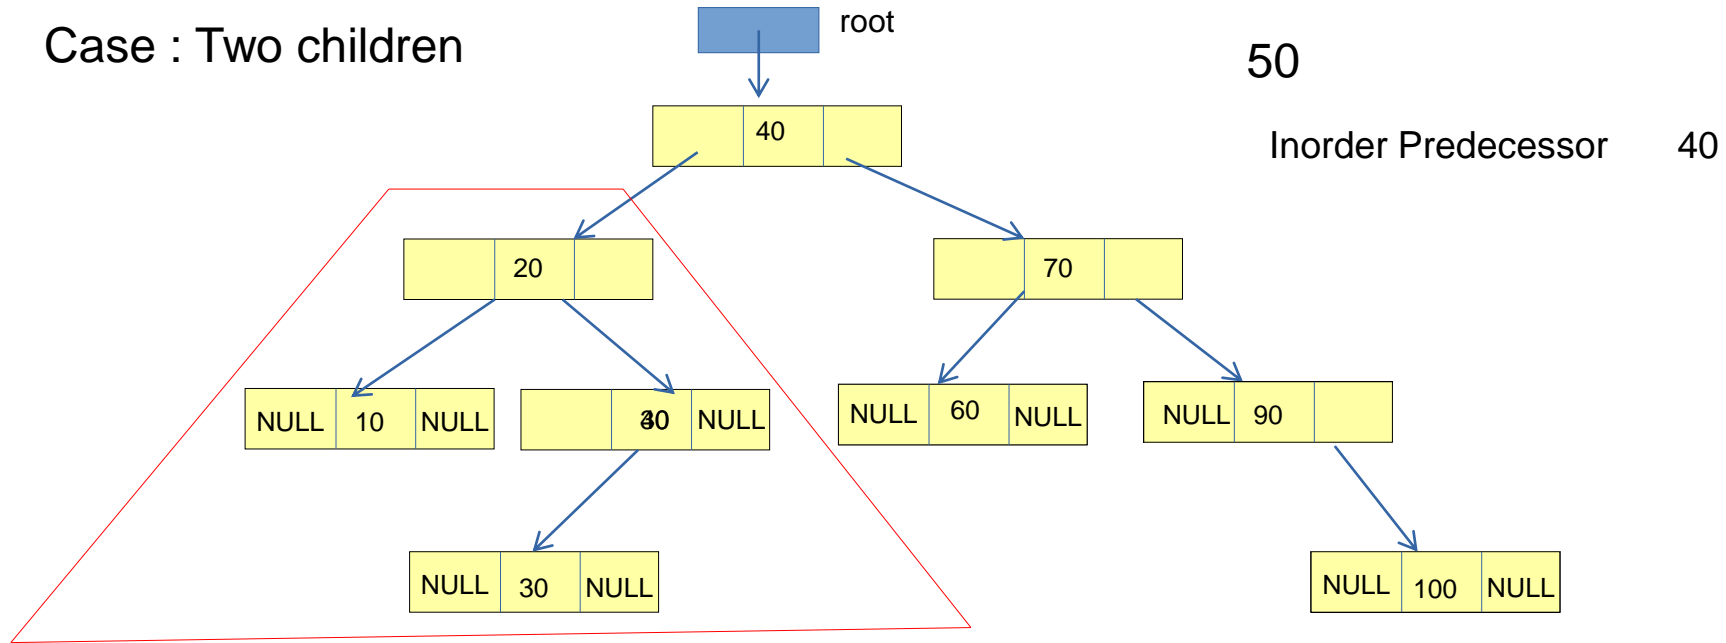 root
Case : Two children
50
40
Inorder Predecessor 40
20
70
NULL 10 NULL
NULL
NULL 60 NULL
NULL 90
NULL 30 NULL
NULL 100 NULL